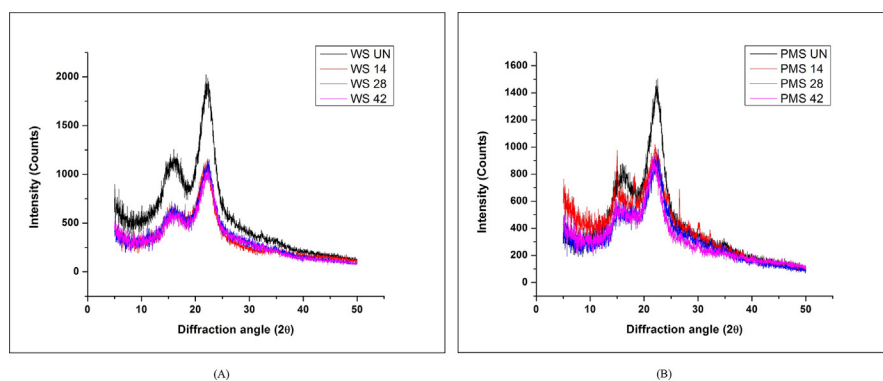 WS UN
WS 14
WS 28
WS 42
2000
1500
1000
500
0
Intensity (Counts)
0 10 20 30 40 50
Diffraction angle (2θ)
(A)
PMS UN
PMS 14
PMS 28
PMS 42
1600
1400
1200
1000
800
600
400
200
0
Intensity (Counts)
0 10 20 30 40 50
Diffraction angle (2θ)
(B)